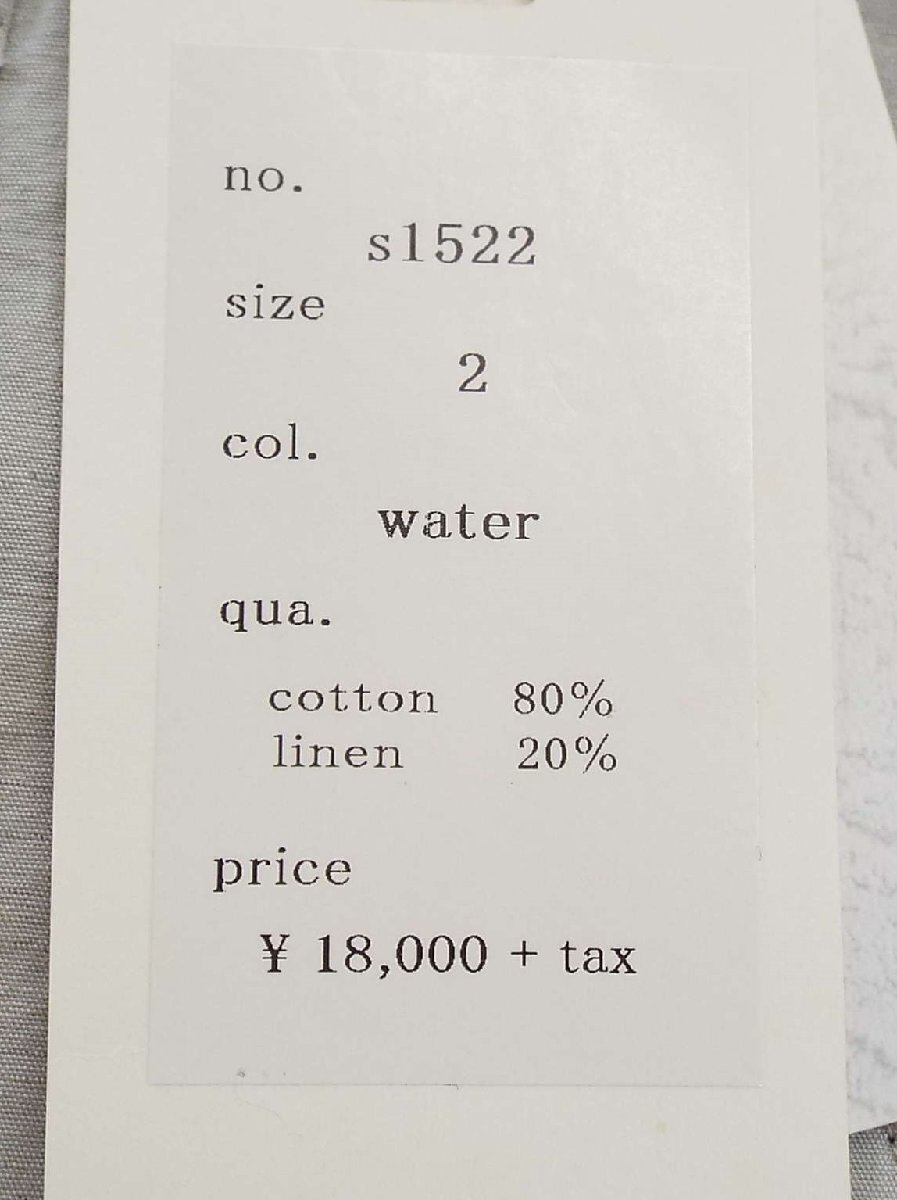 no.
s1522
size
2
col.
water
qua.
cotton 80%
linen 20%
price
¥ 18,000 + tax